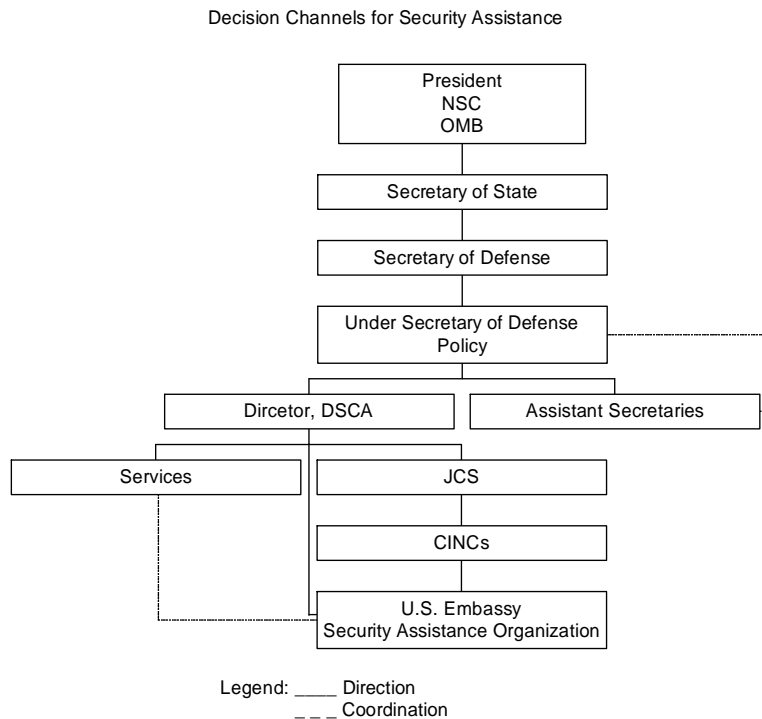 Decision Channels for Security Assistance
President
NSC
OMB
Secretary of State
Secretary of Defense
Under Secretary of Defense
Policy
Dircetor, DSCA
Assistant Secretaries
Services
JCS
CINCs
U.S. Embassy
Security Assistance Organization
Legend: ____ Direction
_ _ _ Coordination